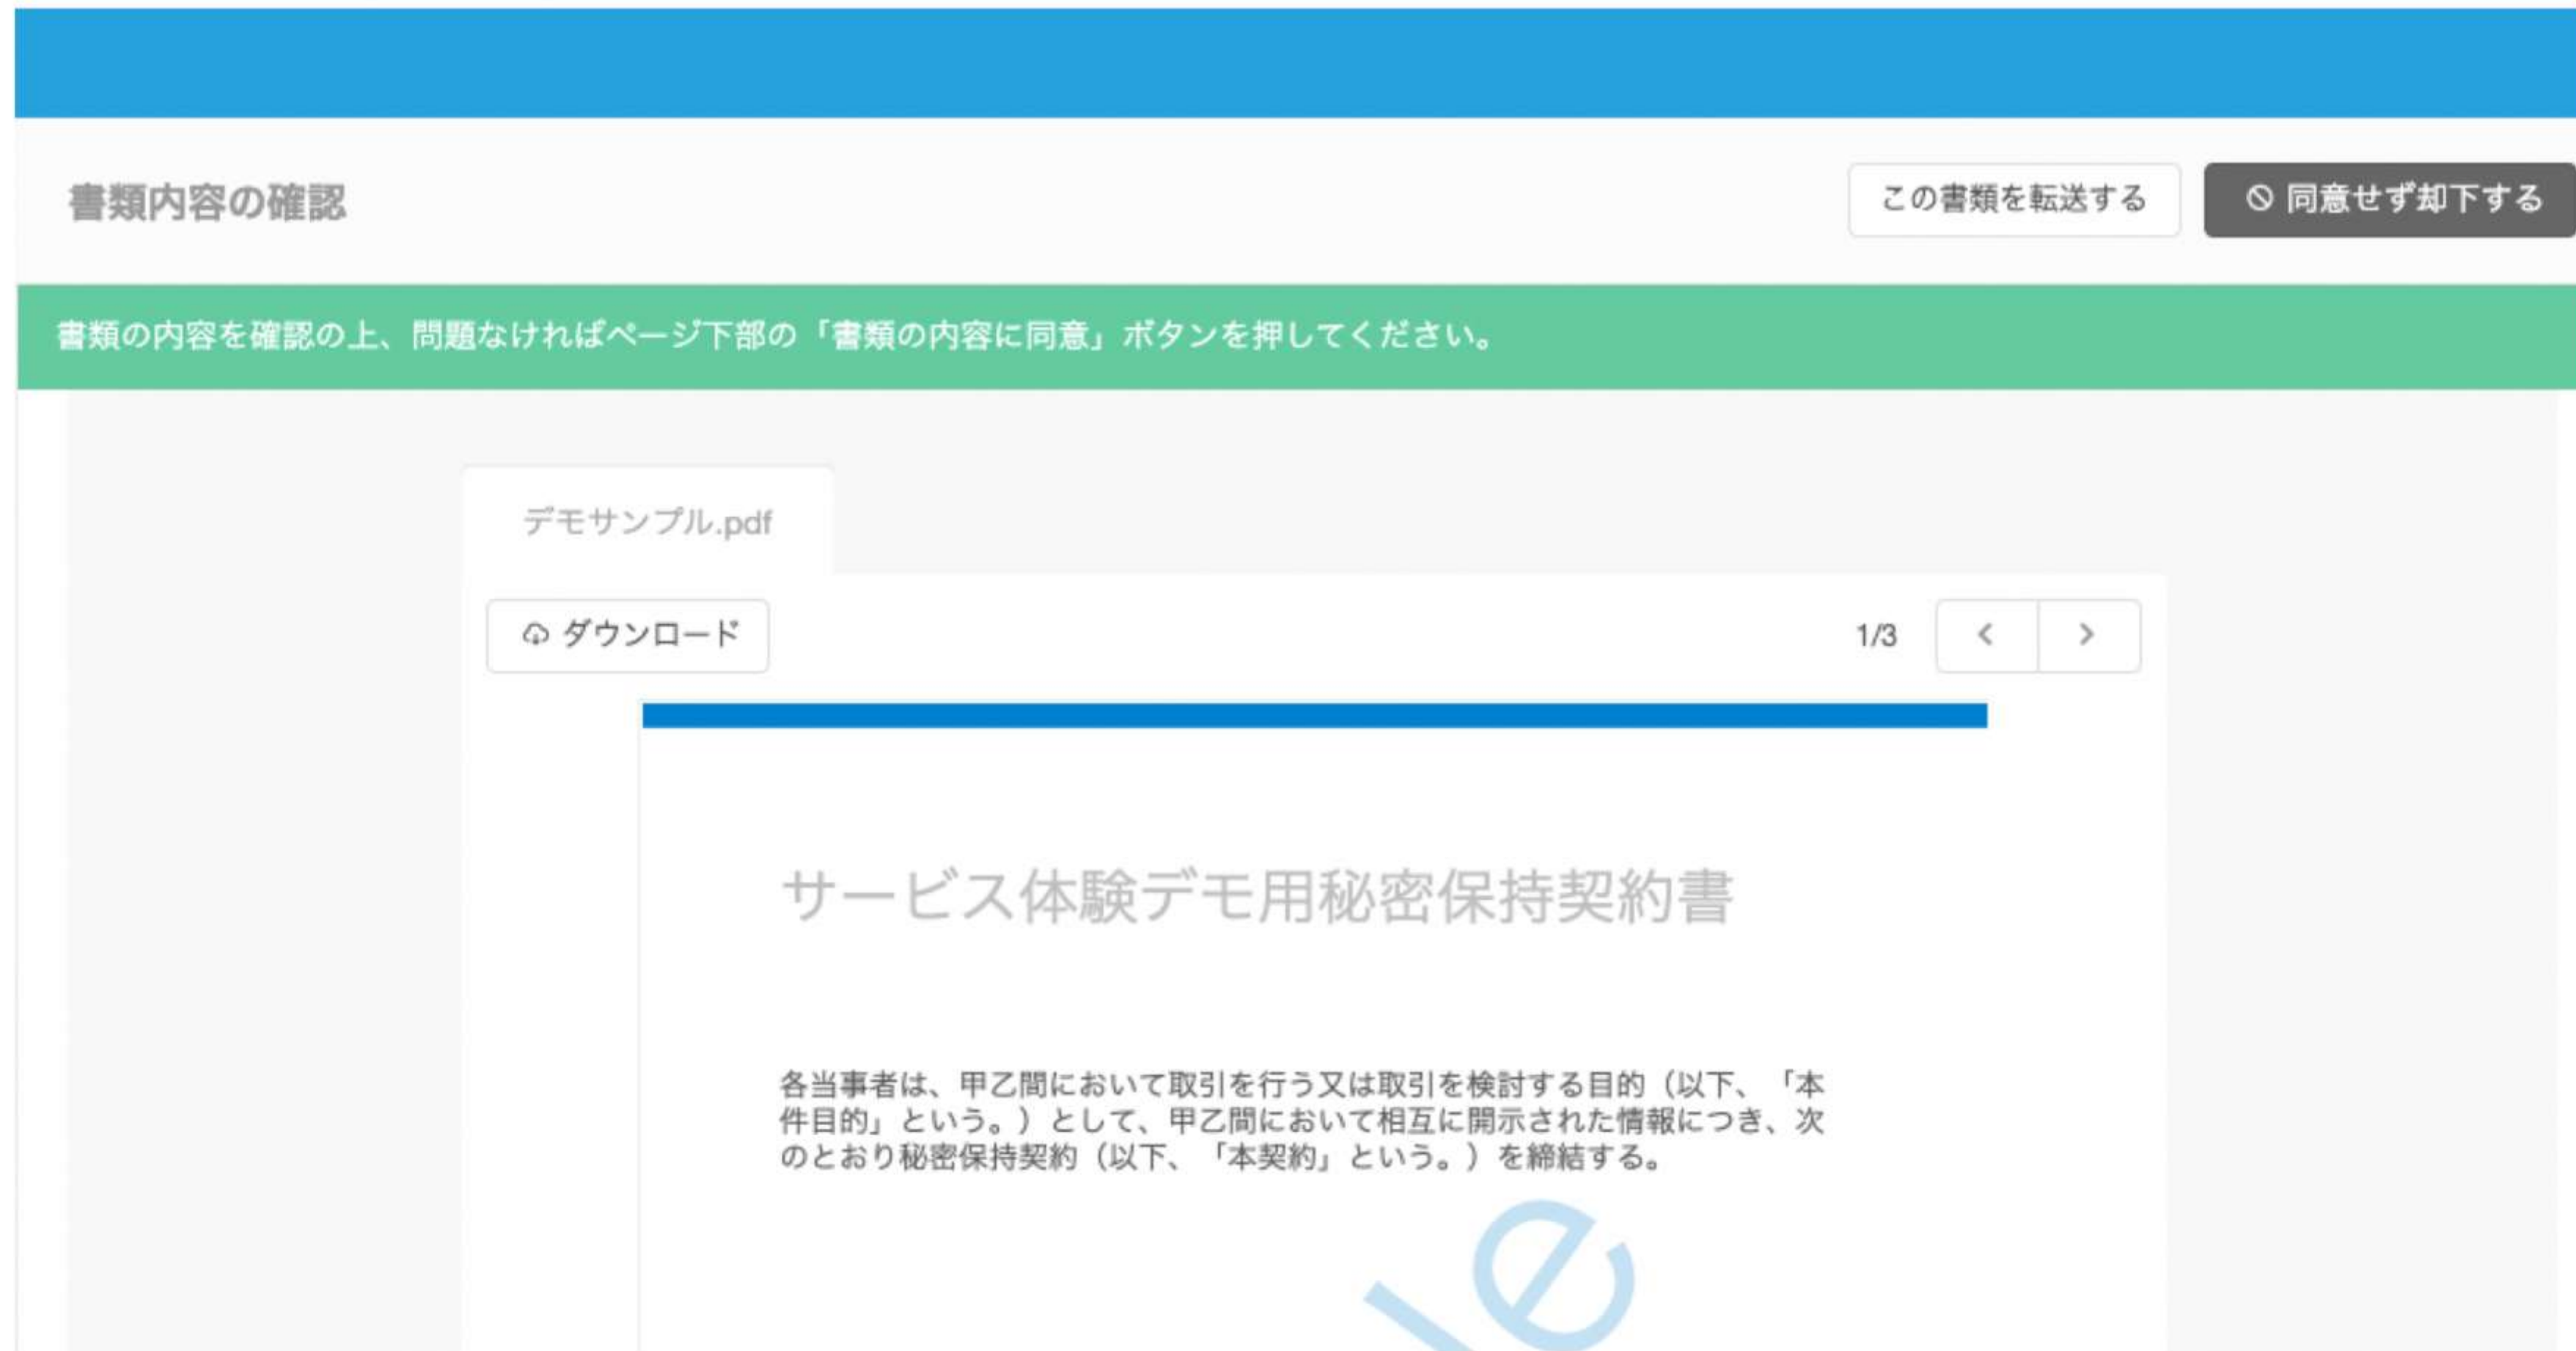 書類内容の確認
この書類を転送する
同意せず却下する
書類の内容を確認の上、問題なければページ下部の「書類の内容に同意」ボタンを押してください。
デモサンプル.pdf
ダウンロード
1/3
サービス体験デモ用秘密保持契約書
各当事者は、甲乙間において取引を行う又は取引を検討する目的（以下、「本
件目的」という。）として、甲乙間において相互に開示された情報につき、次
のとおり秘密保持契約（以下、「本契約」という。）を締結する。
le